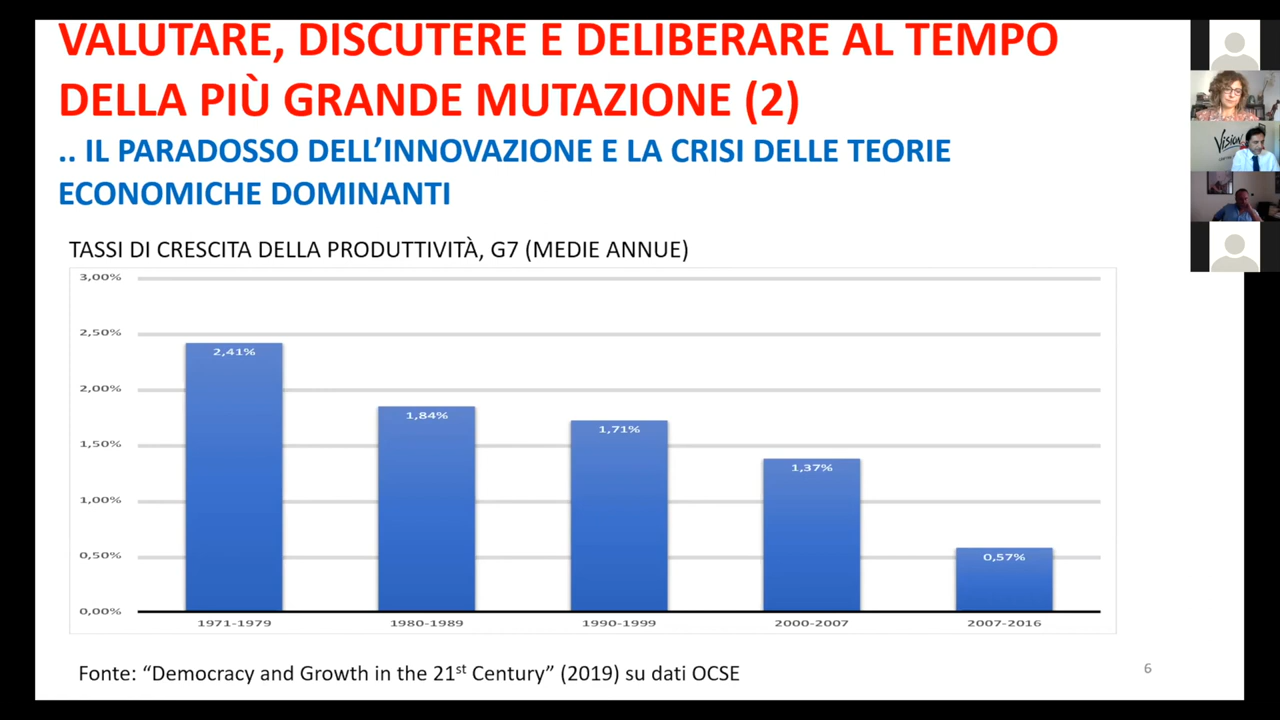 VALUTARE, DISCUTERE E DELIBERARE AL TEMPO
DELLA PIÙ GRANDE MUTAZIONE (2)
.. IL PARADOSSO DELL’INNOVAZIONE E LA CRISI DELLE TEORIE
ECONOMICHE DOMINANTI
TASSI DI CRESCITA DELLA PRODUTTIVITÀ, G7 (MEDIE ANNUE)
3,00%
2,50%
2,00%
1,50%
1,00%
0,50%
0,00%
2,41%
1,84%
1,71%
1,37%
0,57%
1971-1979
1980-1989
1990-1999
2000-2007
2007-2016
Fonte: “Democracy and Growth in the 21st Century” (2019) su dati OCSE
6
Vision